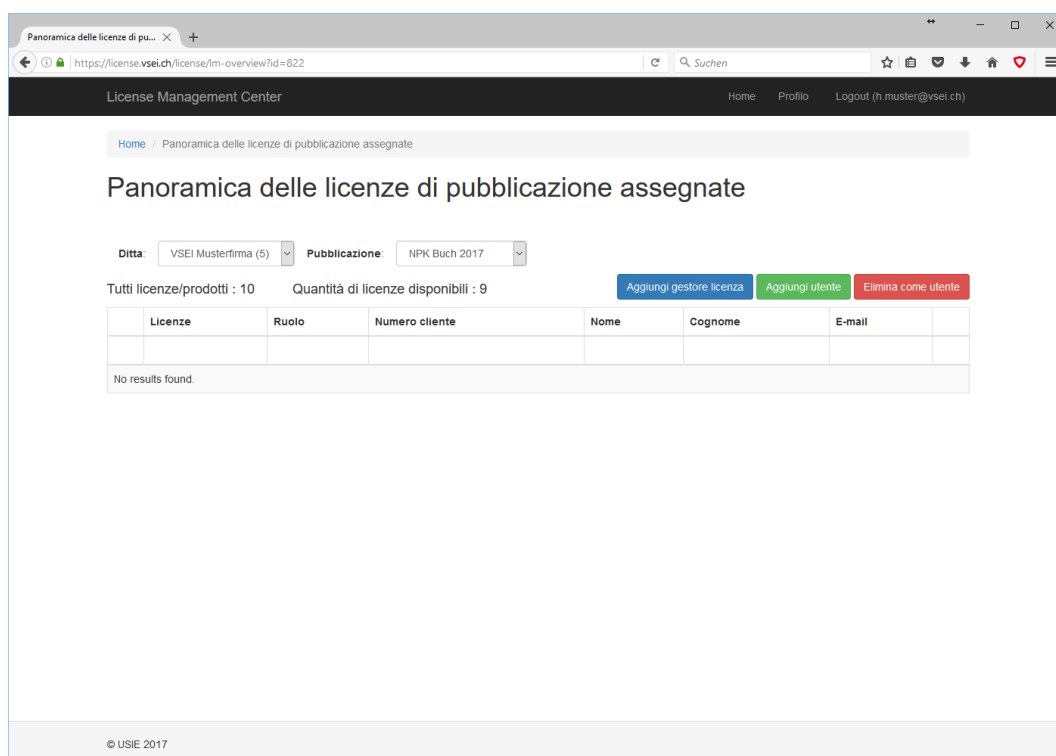 Panoramica delle licenze di pu...
https://license.vsei.ch/license/lm-overview?id=822
Suchen
License Management Center
Home
Profilo
Logout (h.muster@vsei.ch)
Home / Panoramica delle licenze di pubblicazione assegnate
Panoramica delle licenze di pubblicazione assegnate
Ditta: VSEI Musterfirma (5) Pubblicazione: NPK Buch 2017
Tutti licenze/prodotti : 10 Quantità di licenze disponibili : 9 Aggiungi gestore licenza Aggiungi utente Elimina come utente
Licenze Ruolo Numero cliente Nome Cognome E-mail
No results found.
© USIE 2017